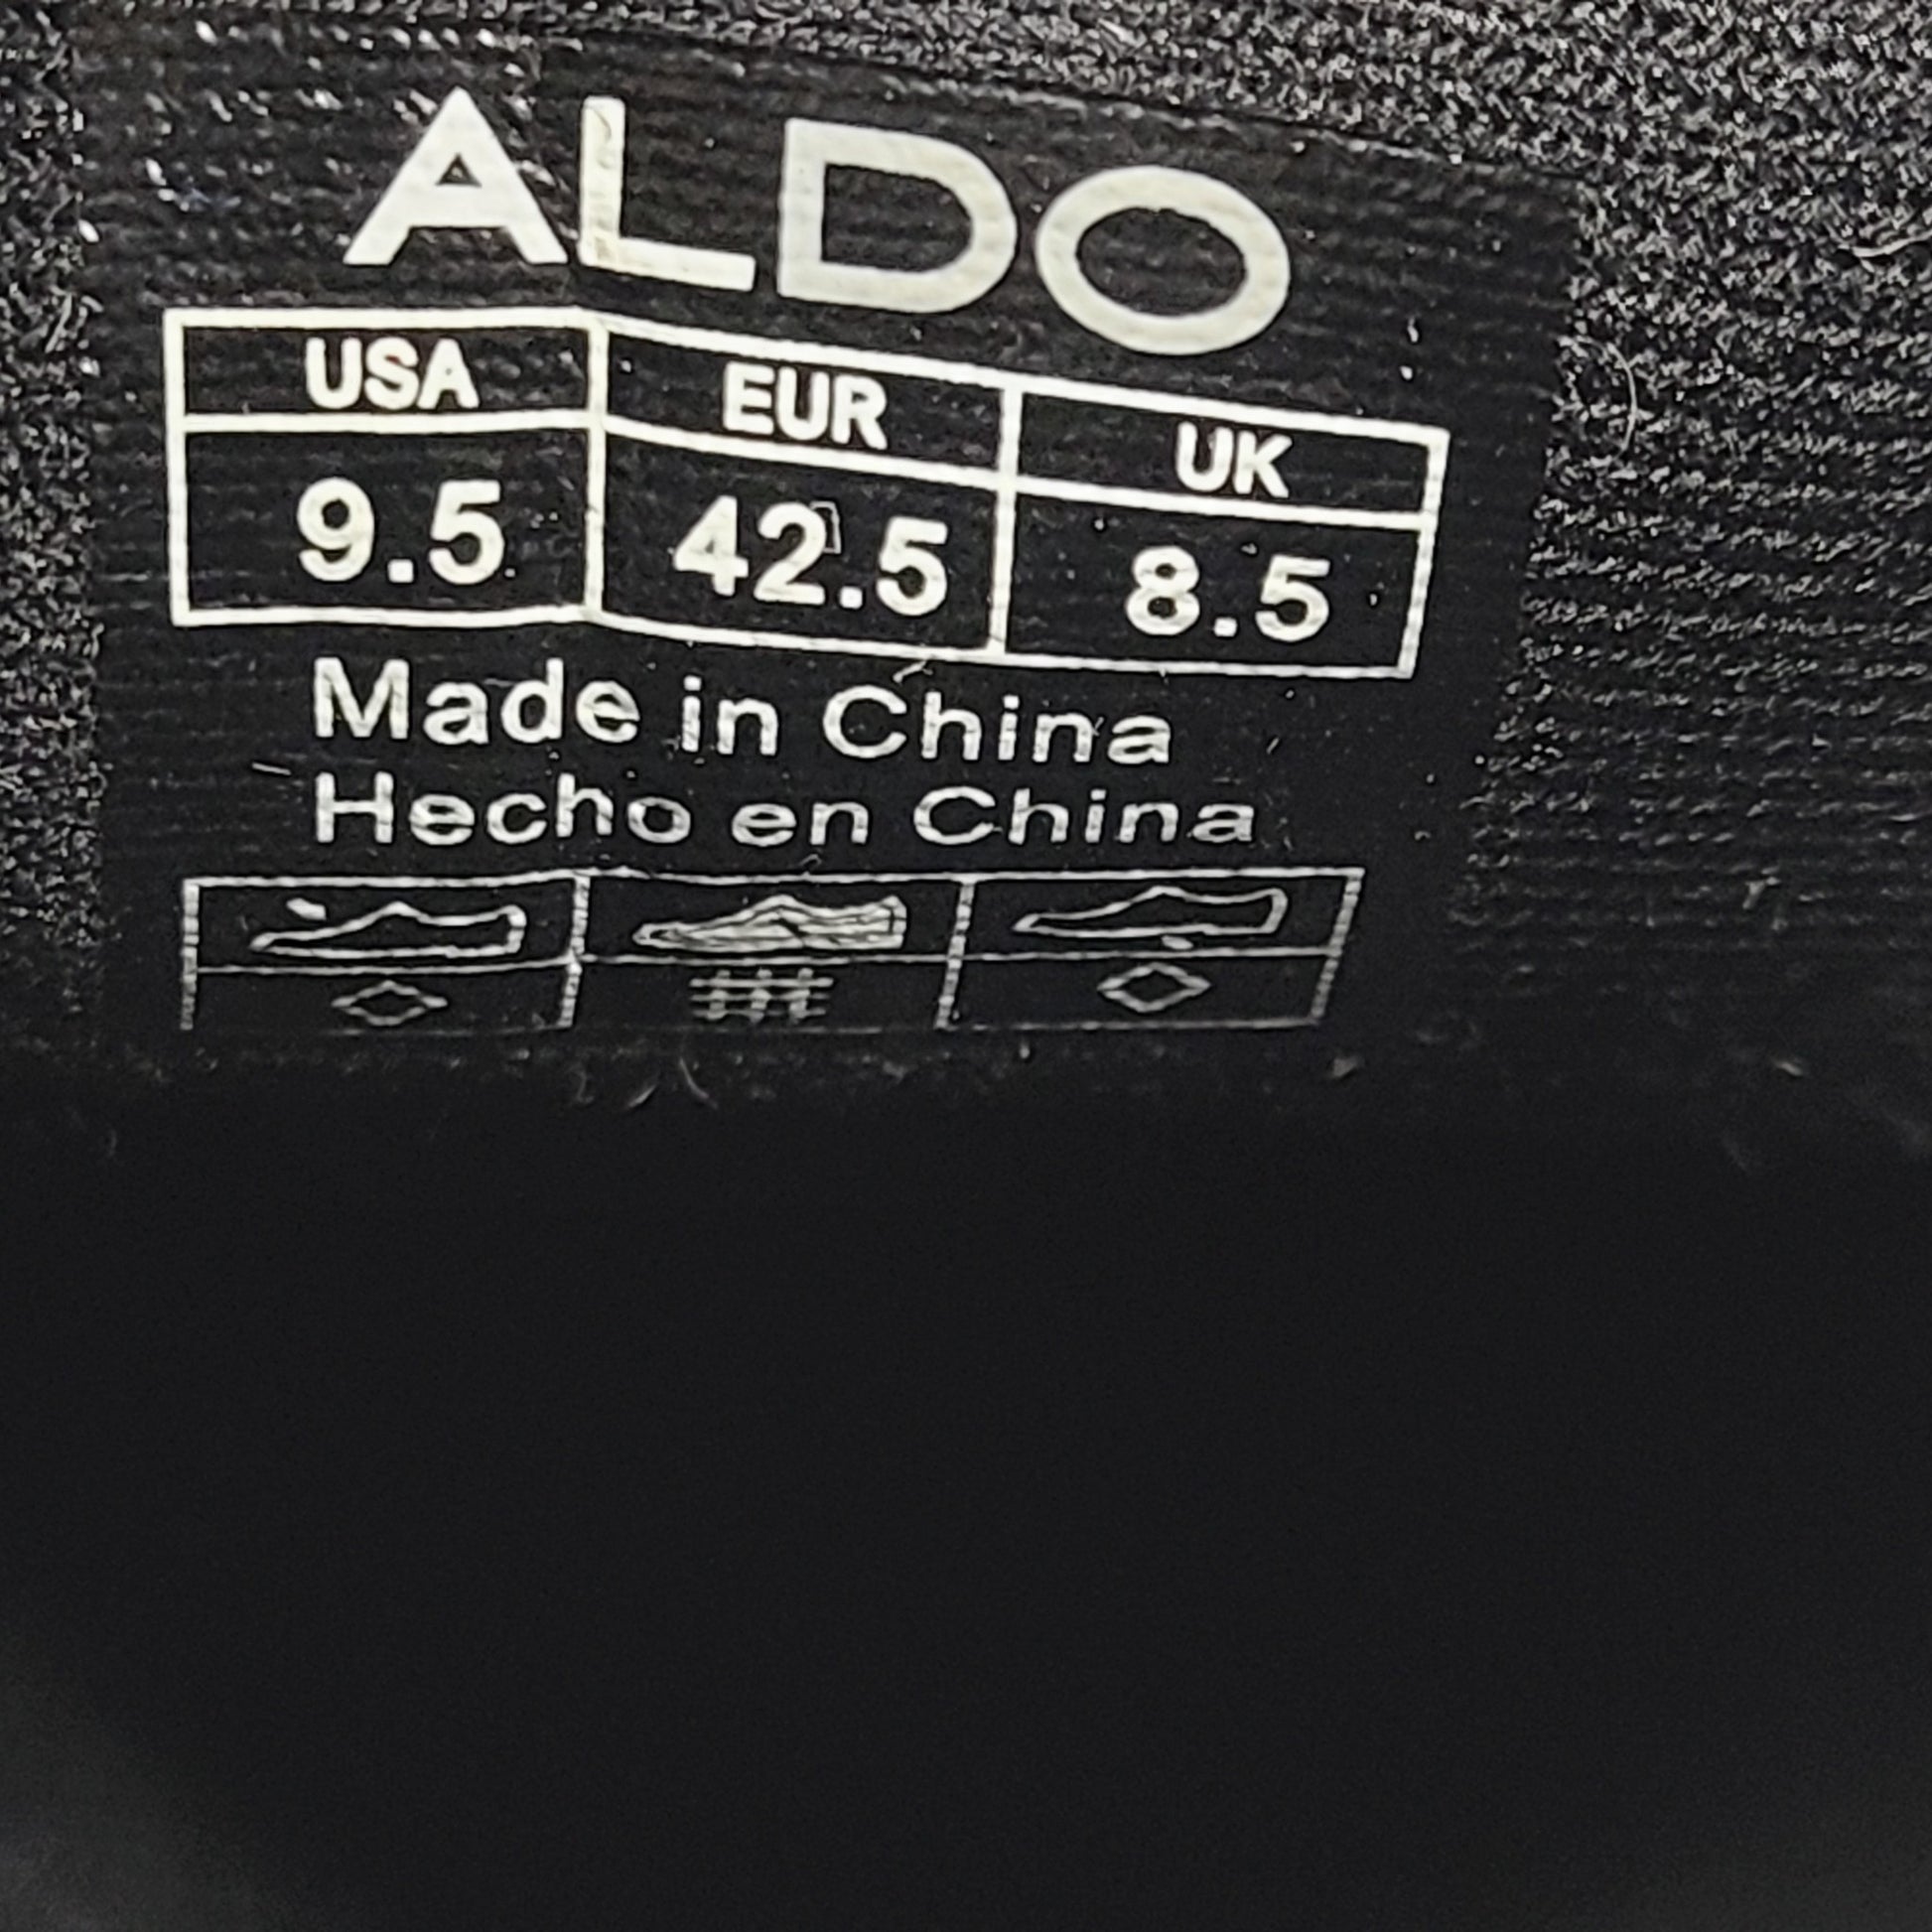 ALDO
USA EUR UK
9.5 42.5 8.5
Made in China
Hecho en China